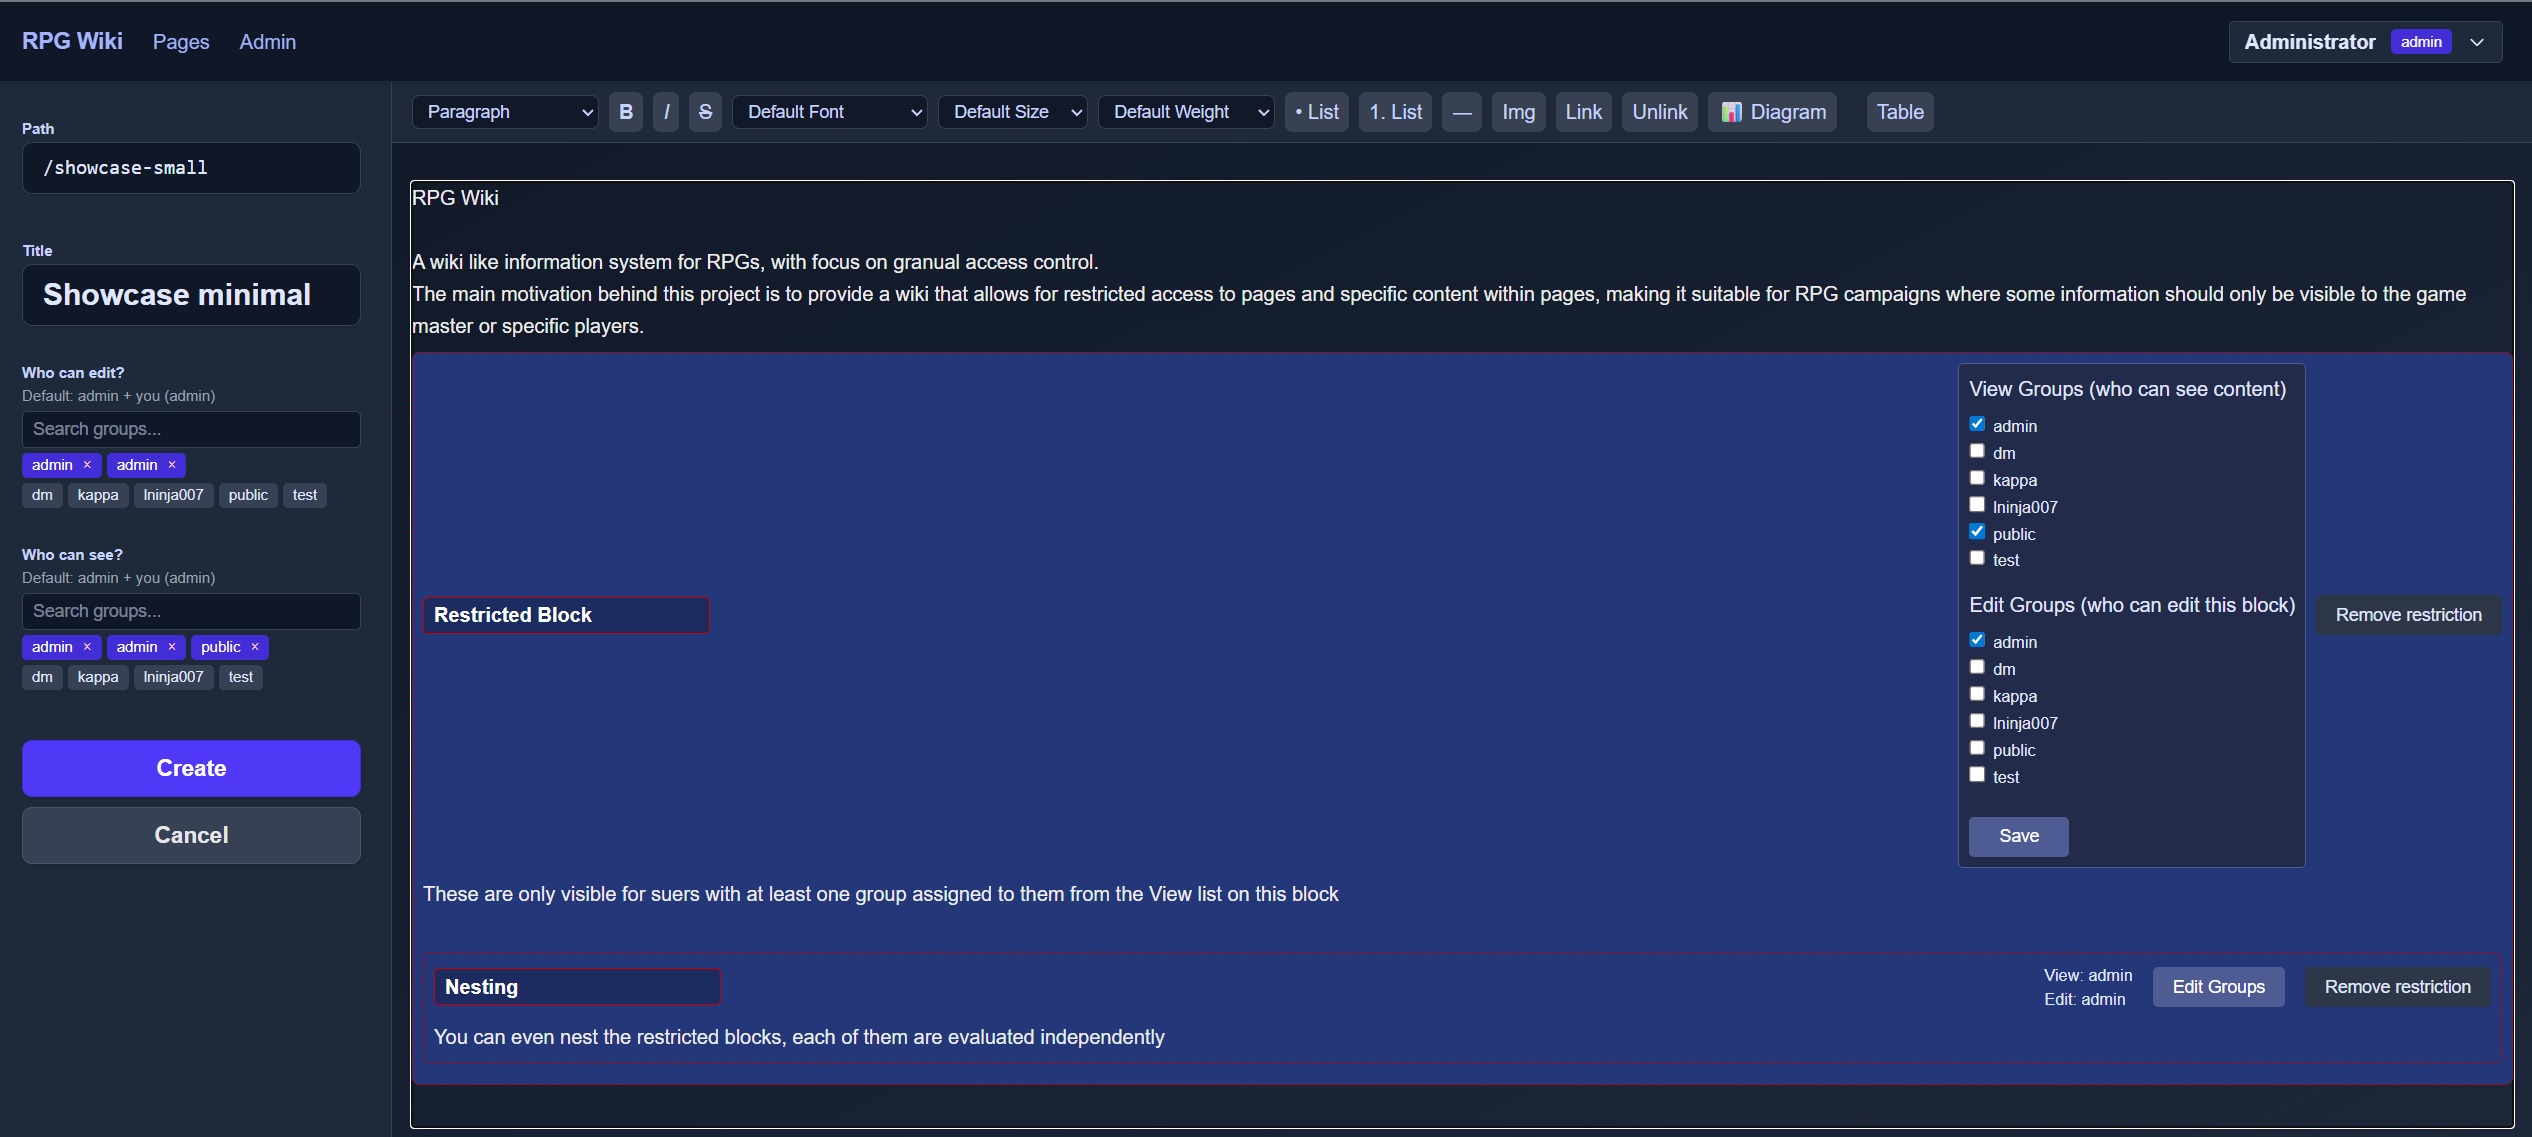 RPG Wiki Pages Admin Administrator admin
Path
/showcase-small
Title
Showcase minimal
Who can edit?
Default: admin + you (admin)
Search groups...
admin × admin ×
dm kappa lninja007 public test
Who can see?
Default: admin + you (admin)
Search groups...
admin × admin × public ×
dm kappa lninja007 test
Create
Cancel
Paragraph B I S Default Font Default Size Default Weight • List 1. List — Img Link Unlink 📊 Diagram Table
RPG Wiki
A wiki like information system for RPGs, with focus on granual access control.
The main motivation behind this project is to provide a wiki that allows for restricted access to pages and specific content within pages, making it suitable for RPG campaigns where some information should only be visible to the game
master or specific players.
Restricted Block
View Groups (who can see content)
admin
dm
kappa
lninja007
public
test
Edit Groups (who can edit this block)
admin
dm
kappa
lninja007
public
test
Save
Remove restriction
These are only visible for suers with at least one group assigned to them from the View list on this block
Nesting
View: admin
Edit: admin
Edit Groups
Remove restriction
You can even nest the restricted blocks, each of them are evaluated independently